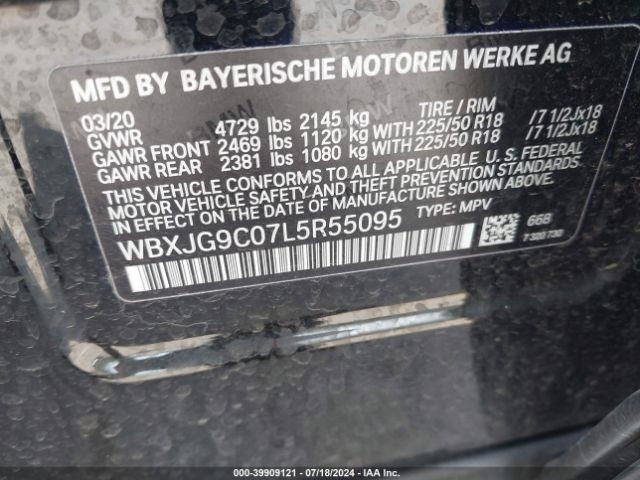 MFD BY BAYERISCHE MOTOREN WERKE AG
03/20 TIRE / RIM
GVWR 4729 lbs 2145 kg
GAWR FRONT 2469 lbs 1120 kg WITH 225/50 R18 /7 1/2Jx18
GAWR REAR 2381 lbs 1080 kg WITH 225/50 R18 /7 1/2Jx18
THIS VEHICLE CONFORMS TO ALL APPLICABLE U. S. FEDERAL
MOTOR VEHICLE SAFETY AND THEFT PREVENTION STANDARDS
IN EFFECT ON THE DATE OF MANUFACTURE SHOWN ABOVE.
WBXJG9C07L5R55095 TYPE: MPV 668
7 320 730
000-39909121 / 07/18/2024 - IAA Inc.